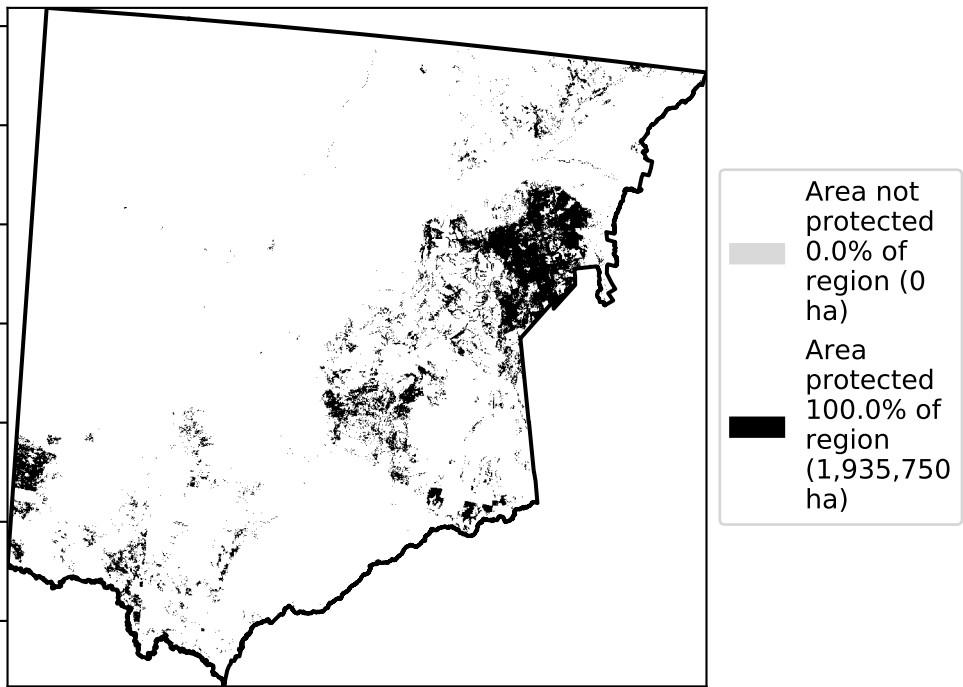 Area not
protected
0.0% of
region (0
ha)
Area
protected
100.0% of
region
(1,935,750
ha)